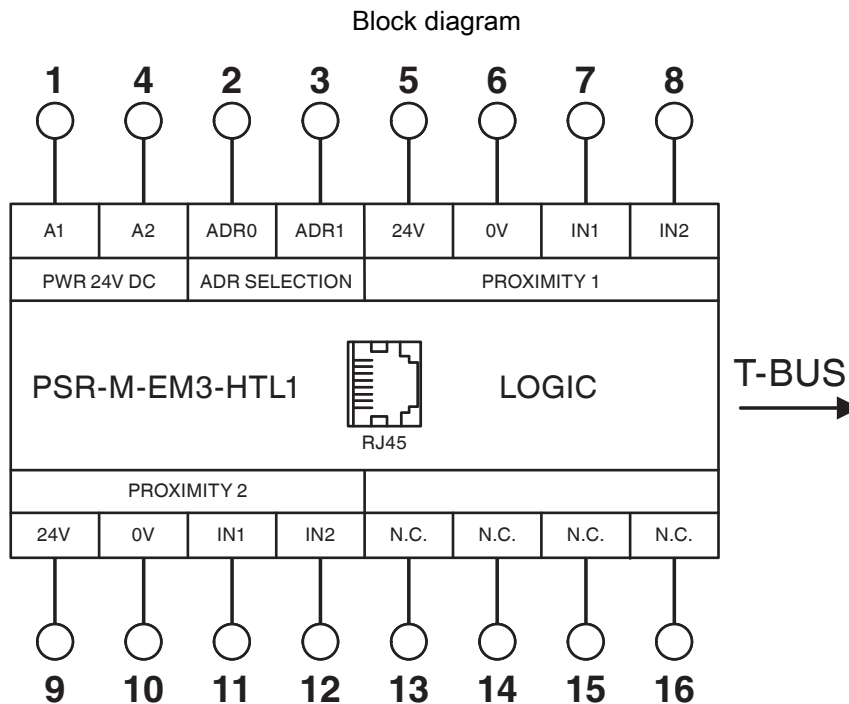 Block diagram
1 4 2 3 5 6 7 8
A1 A2 ADR0 ADR1 24V 0V IN1 IN2
PWR 24V DC ADR SELECTION PROXIMITY 1
PSR-M-EM3-HTL1 LOGIC T-BUS
RJ45
PROXIMITY 2
24V 0V IN1 IN2 N.C. N.C. N.C. N.C.
9 10 11 12 13 14 15 16